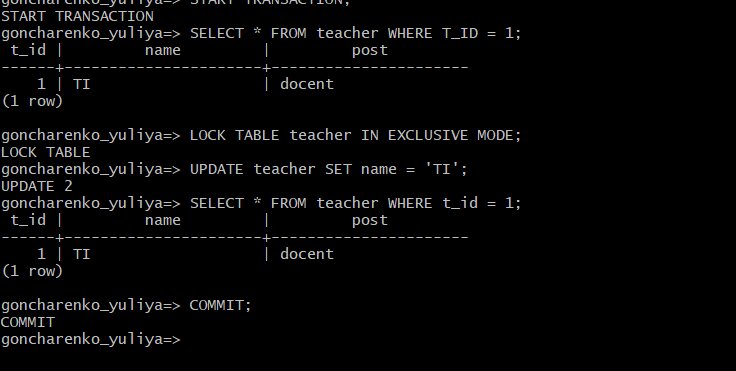 goncharenko_yuliya=> START TRANSACTION;
START TRANSACTION
goncharenko_yuliya=> SELECT * FROM teacher WHERE T_ID = 1;
 t_id |         name         |         post
------+----------------------+----------------------
    1 | TI                   | docent
(1 row)
goncharenko_yuliya=> LOCK TABLE teacher IN EXCLUSIVE MODE;
LOCK TABLE
goncharenko_yuliya=> UPDATE teacher SET name = 'TI';
UPDATE 2
goncharenko_yuliya=> SELECT * FROM teacher WHERE t_id = 1;
 t_id |         name         |         post
------+----------------------+----------------------
    1 | TI                   | docent
(1 row)
goncharenko_yuliya=> COMMIT;
COMMIT
goncharenko_yuliya=>